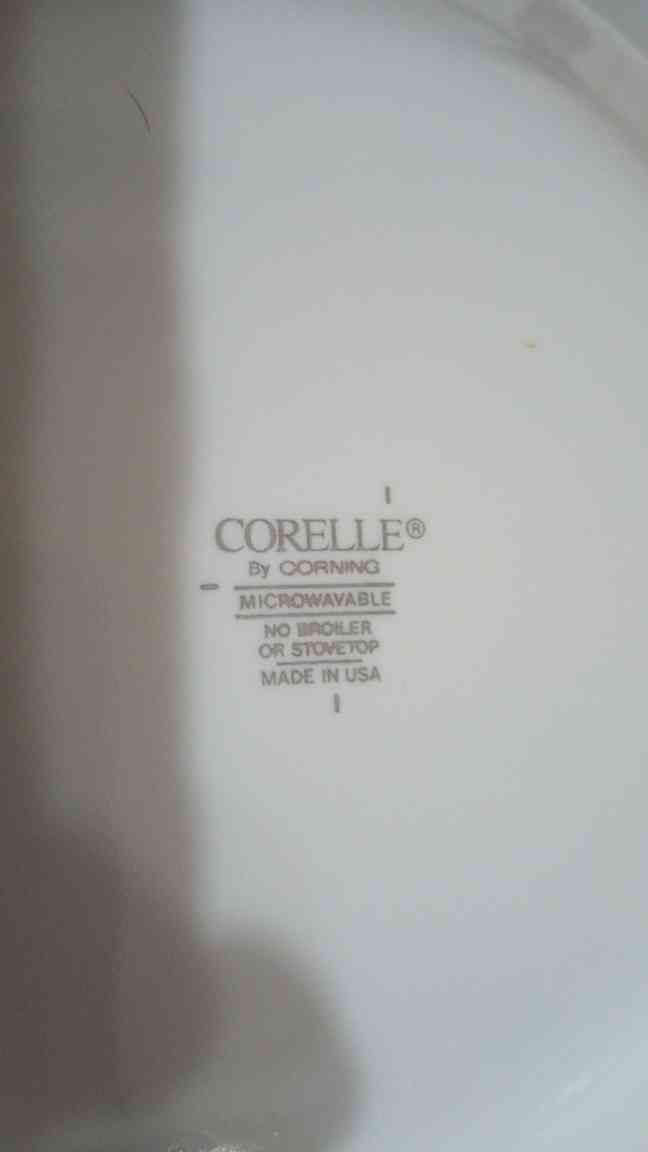 CORELLE®
By CORNING
MICROWAVABLE
NO BROILER
OR STOVETOP
MADE IN USA